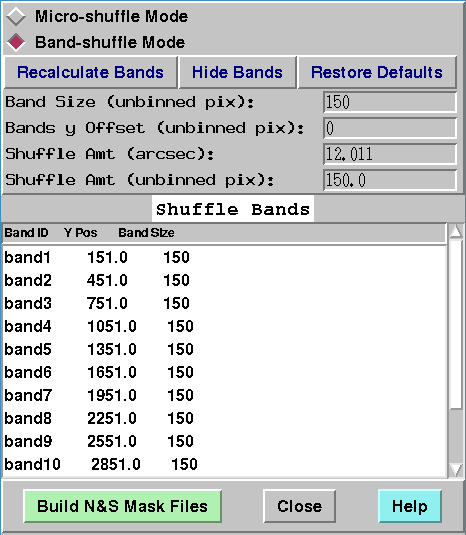 Micro-shuffle Mode
Band-shuffle Mode
Recalculate Bands Hide Bands Restore Defaults
Band Size (unbinned pix): 150
Bands y Offset (unbinned pix): 0
Shuffle Amt (arcsec): 12.011
Shuffle Amt (unbinned pix): 150.0
Shuffle Bands
Band ID Y Pos Band Size
band1 151.0 150
band2 451.0 150
band3 751.0 150
band4 1051.0 150
band5 1351.0 150
band6 1651.0 150
band7 1951.0 150
band8 2251.0 150
band9 2551.0 150
band10 2851.0 150
Build N&S Mask Files Close Help